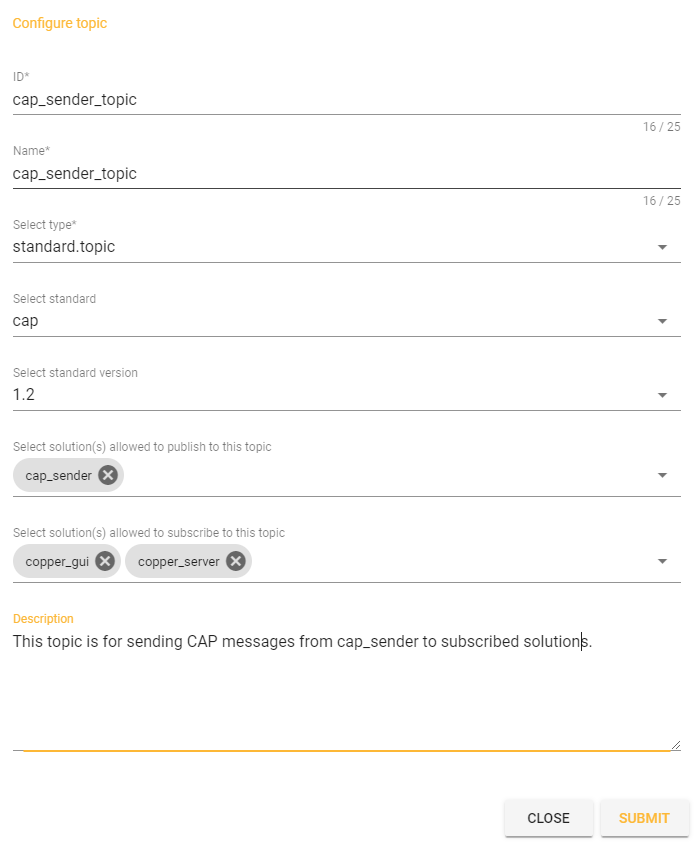 Configure topic
ID*
cap_sender_topic
16 / 25
Name*
cap_sender_topic
16 / 25
Select type*
standard.topic
Select standard
cap
Select standard version
1.2
Select solution(s) allowed to publish to this topic
cap_sender
Select solution(s) allowed to subscribe to this topic
copper_gui copper_server
Description
This topic is for sending CAP messages from cap_sender to subscribed solutions.
CLOSE SUBMIT